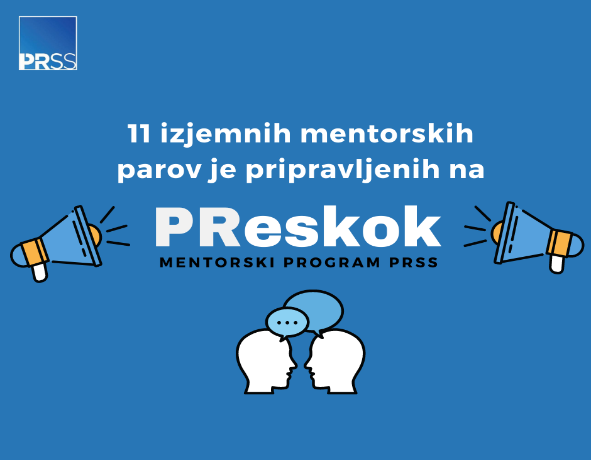 PRSS
11 izjemnih mentorskih
parov je pripravljenih na
PReskok
MENTORSKI PROGRAM PRSS